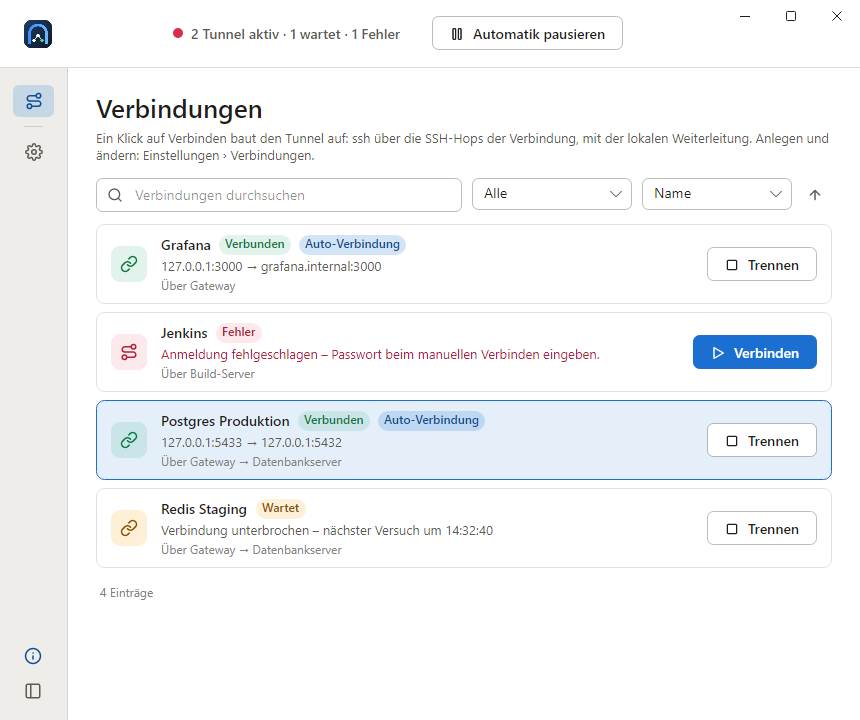 2 Tunnel aktiv · 1 wartet · 1 Fehler
Automatik pausieren
Verbindungen
Ein Klick auf Verbinden baut den Tunnel auf: ssh über die SSH-Hops der Verbindung, mit der lokalen Weiterleitung. Anlegen und
ändern: Einstellungen › Verbindungen.
Verbindungen durchsuchen
Alle
Name
Grafana Verbunden Auto-Verbindung
127.0.0.1:3000 → grafana.internal:3000
Über Gateway
Trennen
Jenkins Fehler
Anmeldung fehlgeschlagen – Passwort beim manuellen Verbinden eingeben.
Über Build-Server
Verbinden
Postgres Produktion Verbunden Auto-Verbindung
127.0.0.1:5433 → 127.0.0.1:5432
Über Gateway → Datenbankserver
Trennen
Redis Staging Wartet
Verbindung unterbrochen – nächster Versuch um 14:32:40
Über Gateway → Datenbankserver
Trennen
4 Einträge